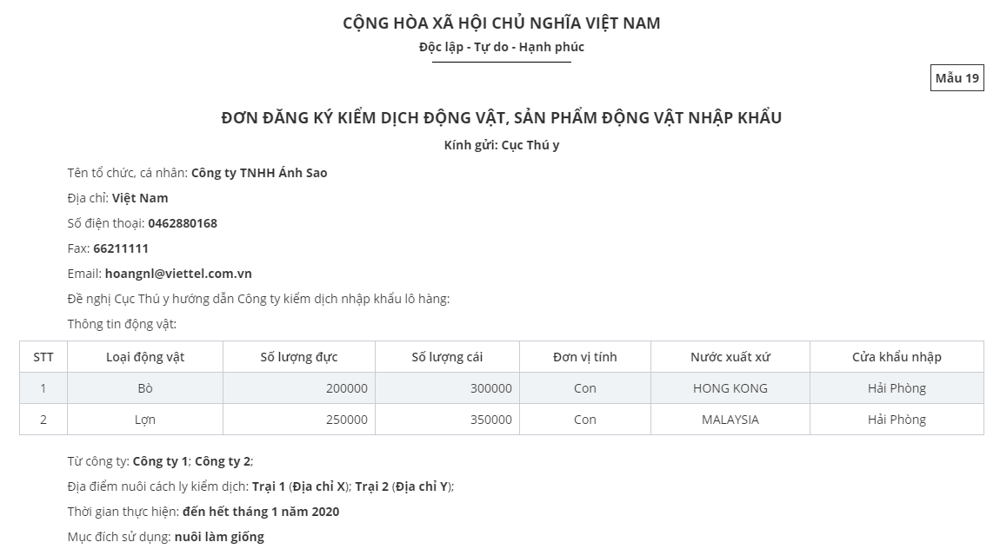 CỘNG HÒA XÃ HỘI CHỦ NGHĨA VIỆT NAM
Độc lập - Tự do - Hạnh phúc
Mẫu 19
ĐƠN ĐĂNG KÝ KIỂM DỊCH ĐỘNG VẬT, SẢN PHẨM ĐỘNG VẬT NHẬP KHẨU
Kính gửi: Cục Thú y
Tên tổ chức, cá nhân: Công ty TNHH Ánh Sao
Địa chỉ: Việt Nam
Số điện thoại: 0462880168
Fax: 66211111
Email: hoangnl@viettel.com.vn
Đề nghị Cục Thú y hướng dẫn Công ty kiểm dịch nhập khẩu lô hàng:
Thông tin động vật:
STT Loại động vật Số lượng đực Số lượng cái Đơn vị tính Nước xuất xứ Cửa khẩu nhập
1 Bò 200000 300000 Con HONG KONG Hải Phòng
2 Lợn 250000 350000 Con MALAYSIA Hải Phòng
Từ công ty: Công ty 1; Công ty 2;
Địa điểm nuôi cách ly kiểm dịch: Trại 1 (Địa chỉ X); Trại 2 (Địa chỉ Y);
Thời gian thực hiện: đến hết tháng 1 năm 2020
Mục đích sử dụng: nuôi làm giống